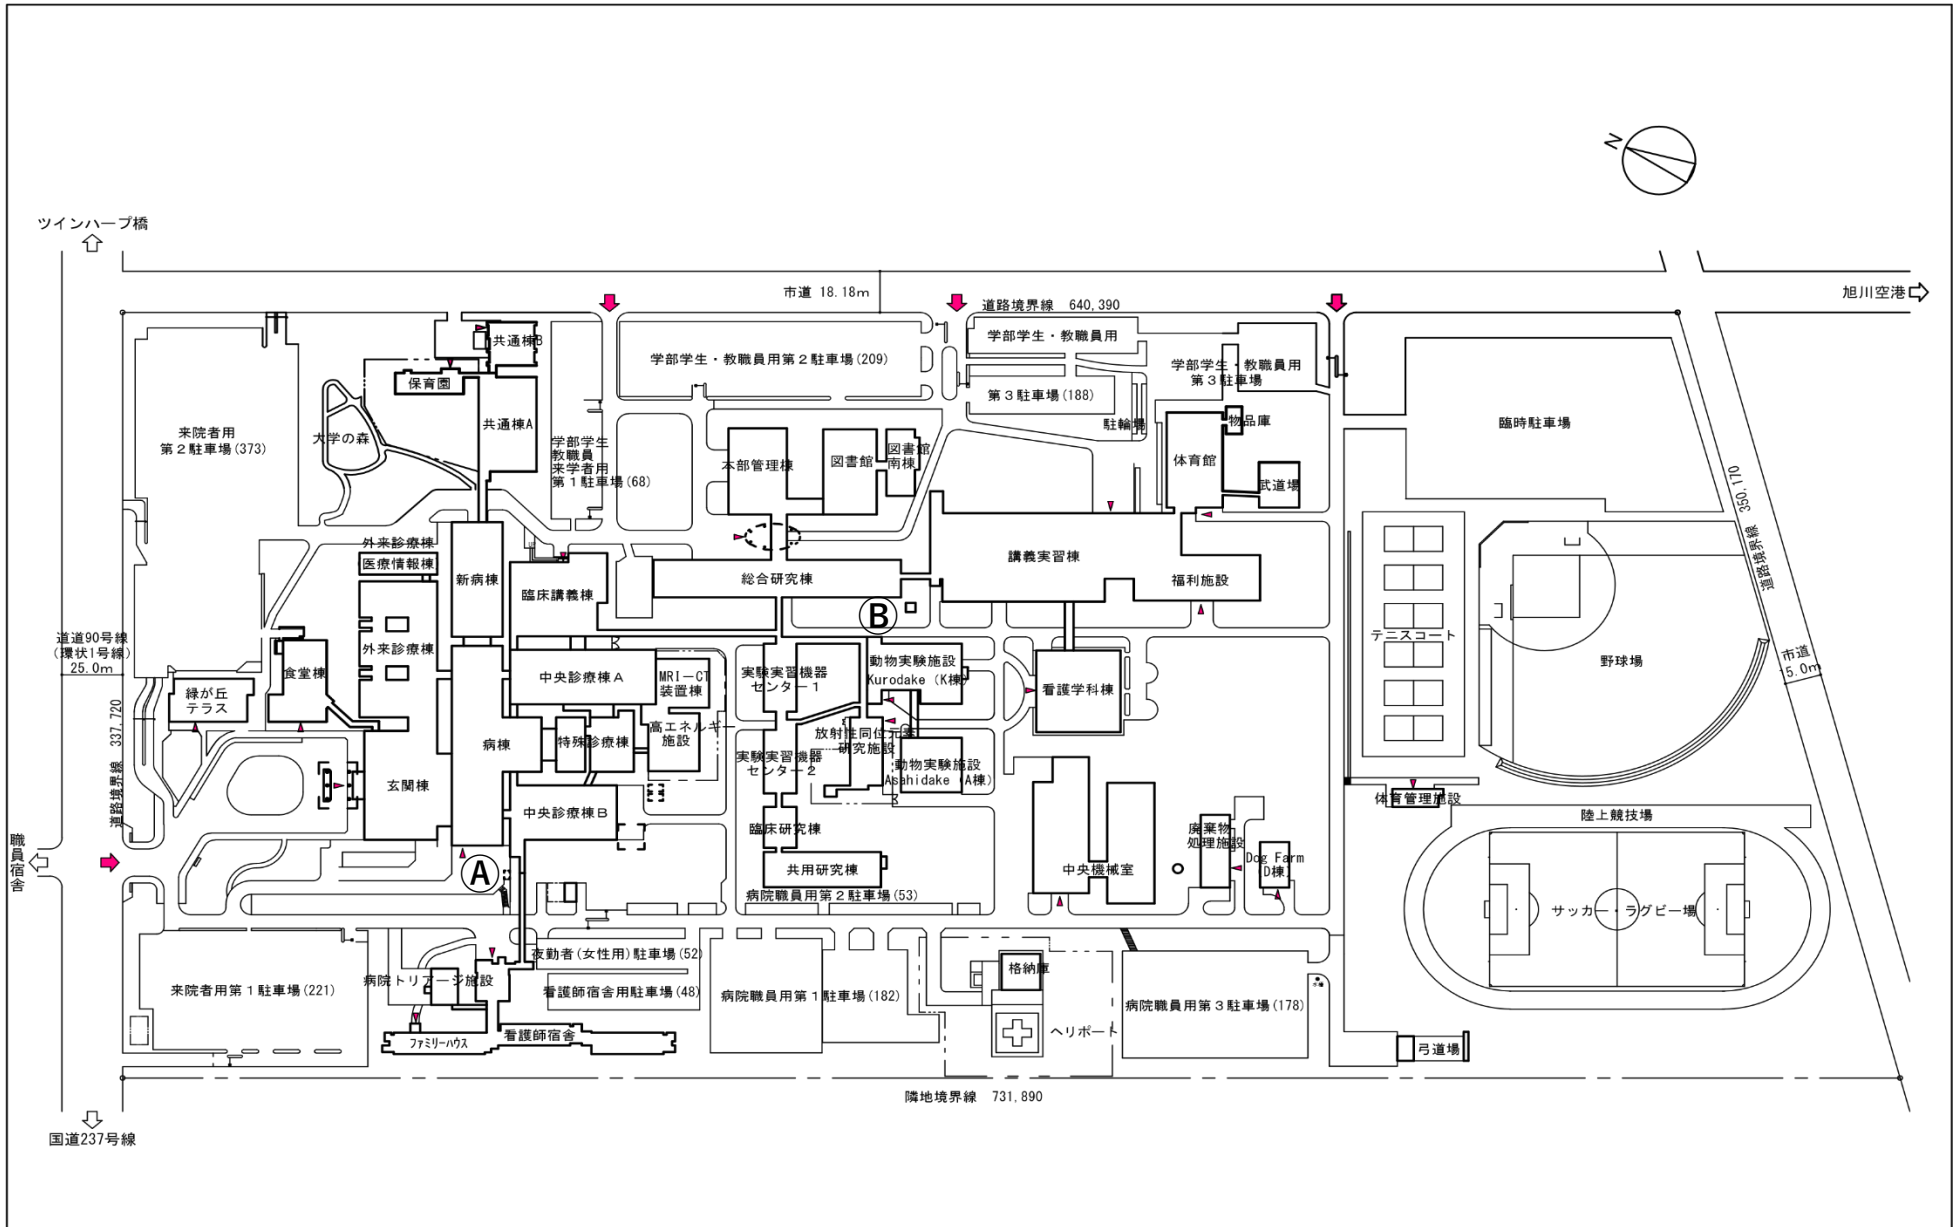 N
ツインハープ橋
市道 18.18m
道路境界線 640,390
旭川空港
共通棟B
保育園
共通棟A
大学の森
来院者用
第２駐車場(373)
学部学生
教職員
来学者用
第１駐車場(68)
学部学生・教職員用第２駐車場(209)
学部学生・教職員用
第３駐車場(188)
学部学生・教職員用
第３駐車場
駐輪場
物品庫
体育館
武道場
臨時駐車場
道路境界線 350,170
本部管理棟
図書館
図書館
南棟
外来診療棟
医療情報棟
新病棟
臨床講義棟
総合研究棟
講義実習棟
福利施設
B
道道90号線
(環状1号線)
25.0m
道路境界線 337,720
緑が丘
テラス
食堂棟
外来診療棟
中央診療棟A
MRI－CT
装置棟
高エネルギー
施設
病棟
特殊診療棟
玄関棟
中央診療棟B
実験実習機器
センター1
実験実習機器
センター2
動物実験施設
Kurodake (K棟)
放射性同位元素
研究施設
動物実験施設
Asahidake (A棟)
看護学科棟
テニスコート
野球場
市道
15.0m
体育管理施設
陸上競技場
臨床研究棟
共用研究棟
病院職員用第２駐車場(53)
中央機械室
廃棄物
処理施設
Dog Farm
(D棟)
サッカー・ラグビー場
職員宿舎
A
来院者用第１駐車場(221)
病院トリアージ施設
夜勤者(女性用)駐車場(52)
看護師宿舎用駐車場(48)
病院職員用第１駐車場(182)
格納庫
ヘリポート
病院職員用第３駐車場(178)
ファミリーハウス
看護師宿舎
弓道場
隣地境界線 731,890
国道237号線